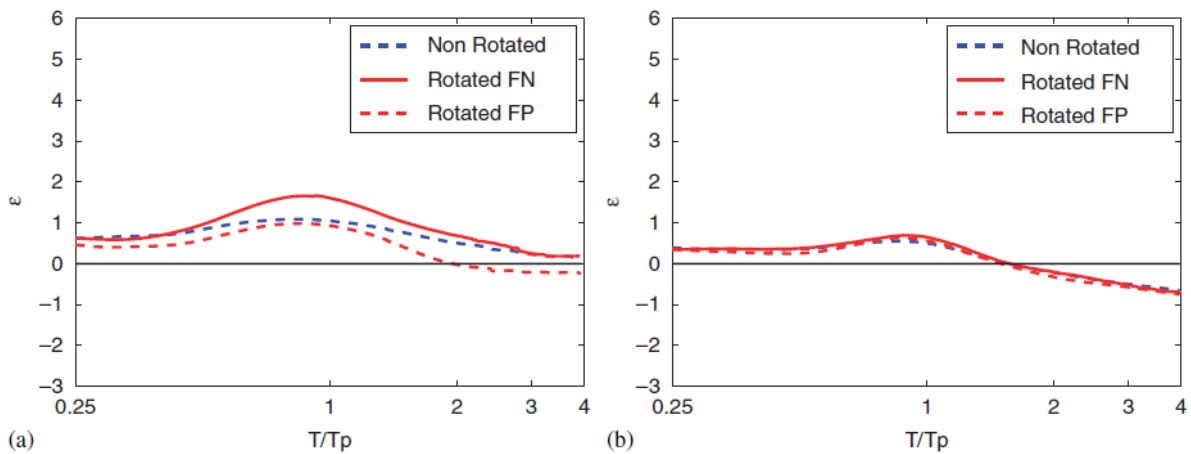 6
5
4
3
2
1
0
−1
−2
−3
ε
Non Rotated
Rotated FN
Rotated FP
0.25 1 2 3 4
(a) T/Tp
6
5
4
3
2
1
0
−1
−2
−3
ε
Non Rotated
Rotated FN
Rotated FP
0.25 1 2 3 4
(b) T/Tp